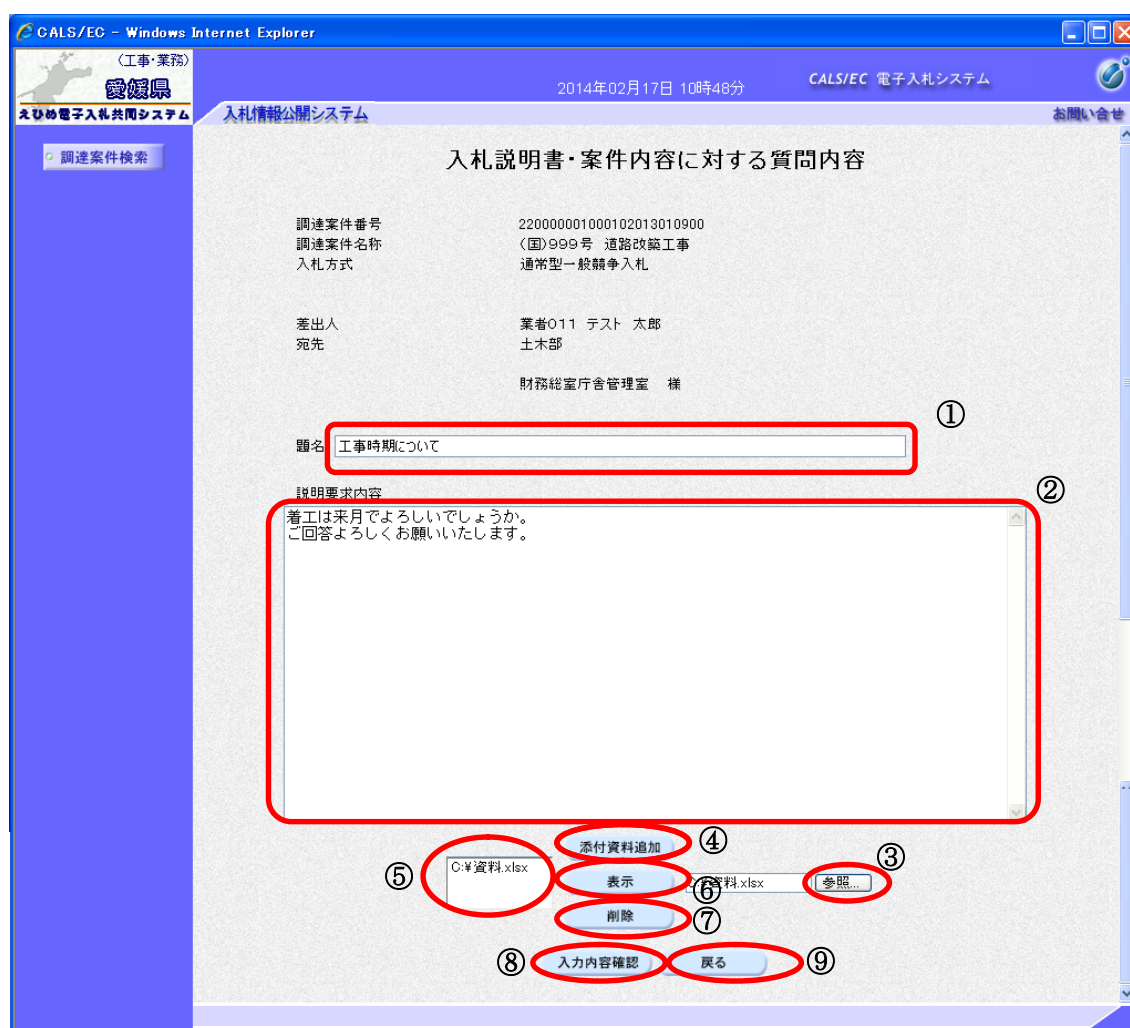 CALS/EC - Windows Internet Explorer
(工事・業務)
愛媛県
えひめ電子入札共同システム
2014年02月17日 10時48分
CALS/EC 電子入札システム
入札情報公開システム
お問い合せ
調達案件検索
入札説明書・案件内容に対する質問内容
調達案件番号 220000001000102013010900
調達案件名称 (国)999号 道路改築工事
入札方式 通常型一般競争入札
差出人 業者011 テスト 太郎
宛先 土木部
財務総室庁舎管理室 様
①
題名 工事時期について
②
説明要求内容
着工は来月でよろしいでしょうか。
ご回答よろしくお願いいたします。
添付資料追加 ④
③
⑤ C:¥資料.xlsx
表示 ⑥ C:¥資料.xlsx 参照...
削除 ⑦
⑧ 入力内容確認 戻る ⑨